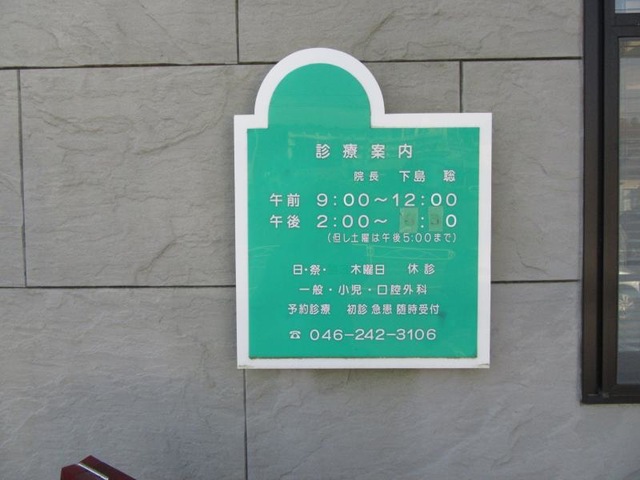 診療案内
院長 下島 聡
午前 9:00〜12:00
午後 2:00〜 :30
(但し土曜は午後5:00まで)
日・祭・ 木曜日 休診
一般・小児・口腔外科
予約診療 初診 急患 随時受付
☎ 046-242-3106